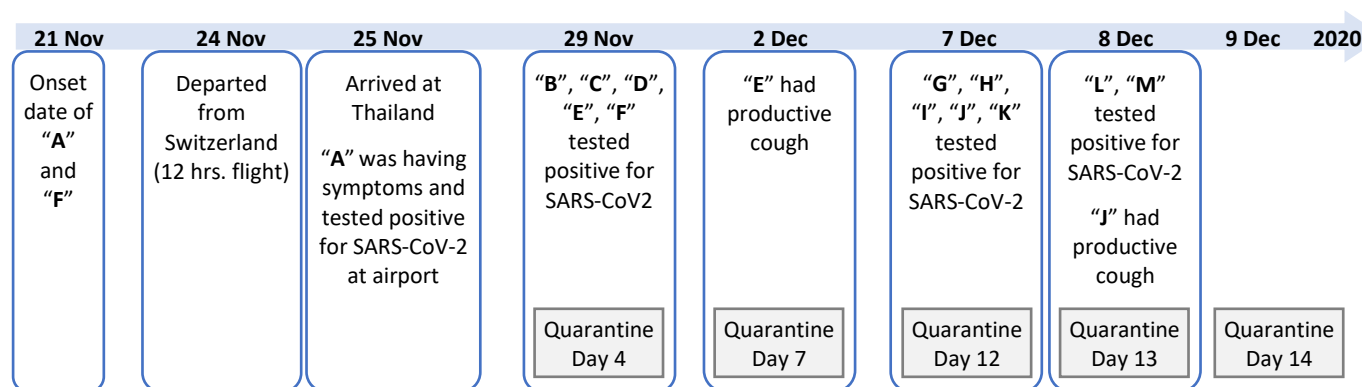 21 Nov
24 Nov
25 Nov
29 Nov
2 Dec
7 Dec
8 Dec
9 Dec
2020
Onset
date of
“A”
and
“F”
Departed
from
Switzerland
(12 hrs. flight)
Arrived at
Thailand
“A” was having
symptoms and
tested positive
for SARS-CoV-2
at airport
“B”, “C”, “D”,
“E”, “F”
tested
positive for
SARS-CoV2
Quarantine
Day 4
“E” had
productive
cough
Quarantine
Day 7
“G”, “H”,
“I”, “J”, “K”
tested
positive for
SARS-CoV-2
Quarantine
Day 12
“L”, “M”
tested
positive for
SARS-CoV-2
“J” had
productive
cough
Quarantine
Day 13
Quarantine
Day 14